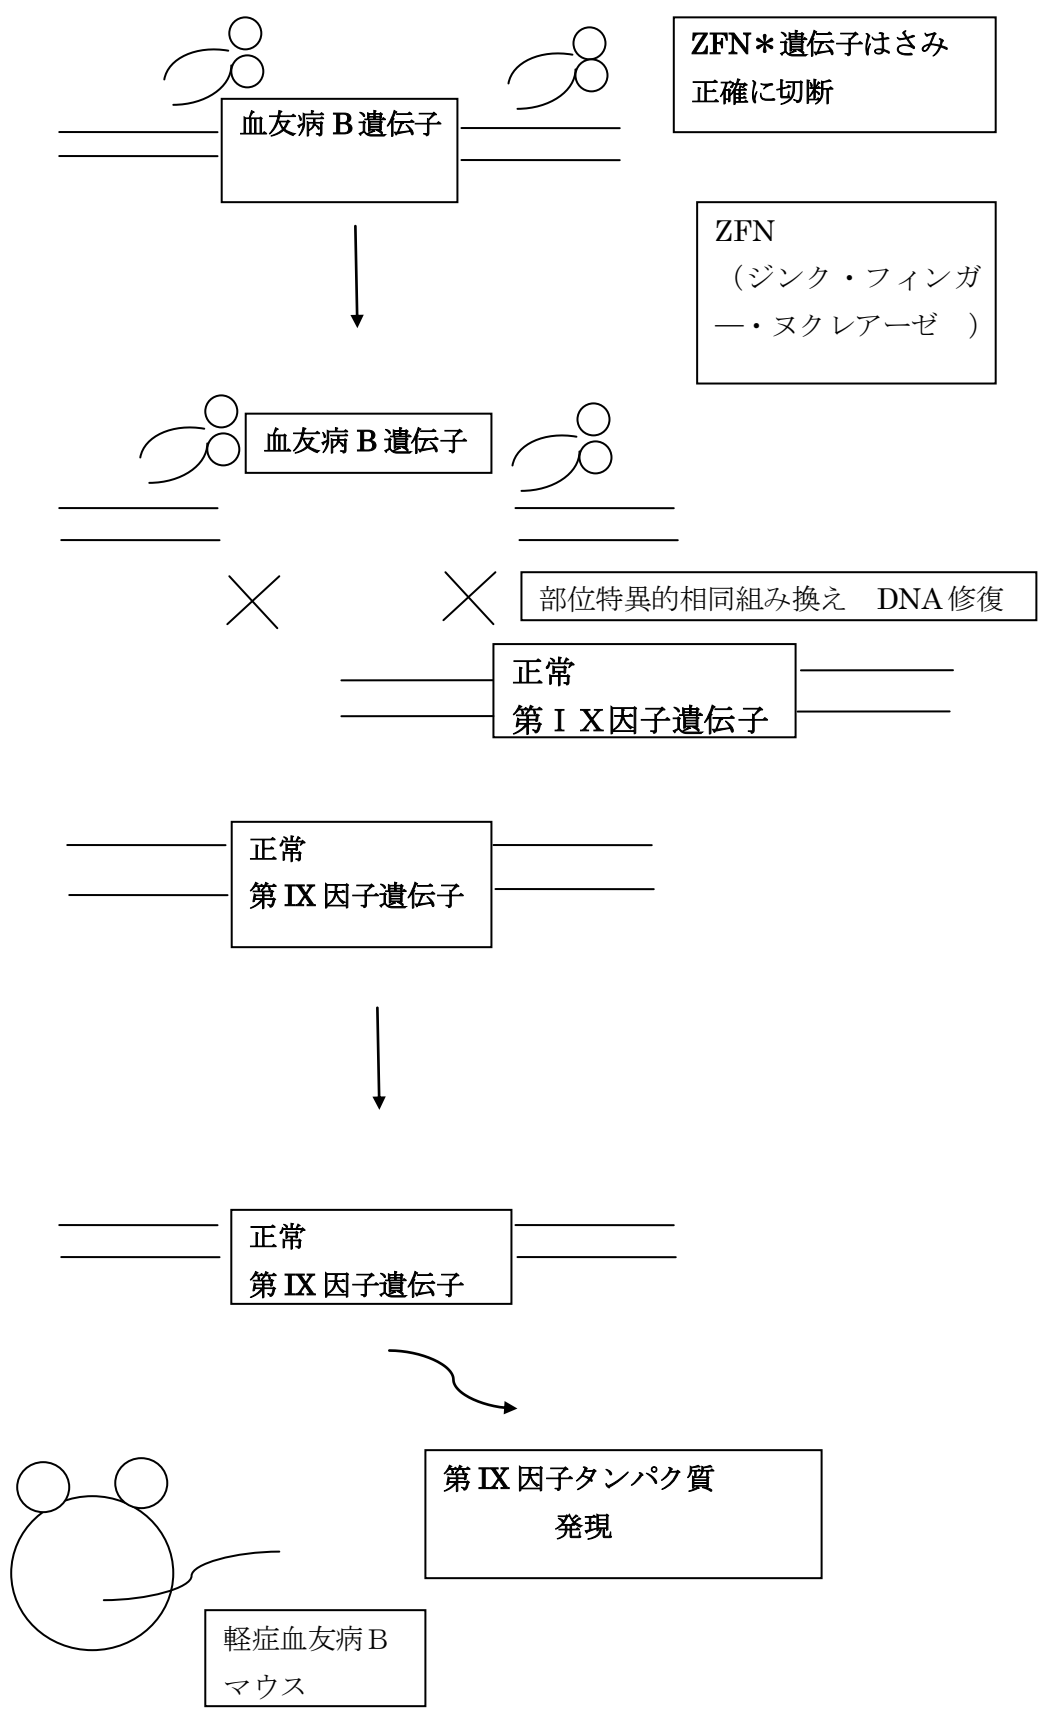 ZFN＊遺伝子はさみ
正確に切断
血友病 B 遺伝子
ZFN
（ジンク・フィンガ
―・ヌクレアーゼ　）
血友病 B 遺伝子
部位特異的相同組み換え　DNA 修復
正常
第ＩＸ因子遺伝子
正常
第 IX 因子遺伝子
正常
第 IX 因子遺伝子
第 IX 因子タンパク質
発現
軽症血友病Ｂ
マウス